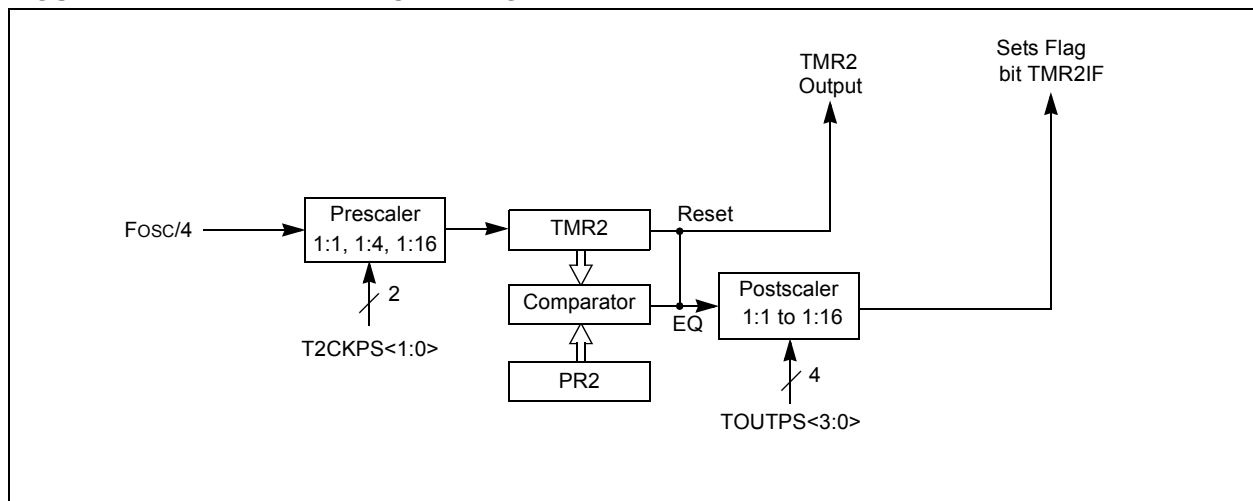 TMR2
Output
Sets Flag
bit TMR2IF
FOSC/4
Prescaler
1:1, 1:4, 1:16
TMR2
Reset
2
Comparator
EQ
Postscaler
1:1 to 1:16
T2CKPS<1:0>
PR2
4
TOUTPS<3:0>